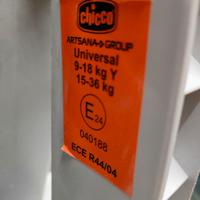 chicco
ARTSANA GROUP
Universal
9-18 kg Y
15-36 kg
E 24
040188
ECE R44/04